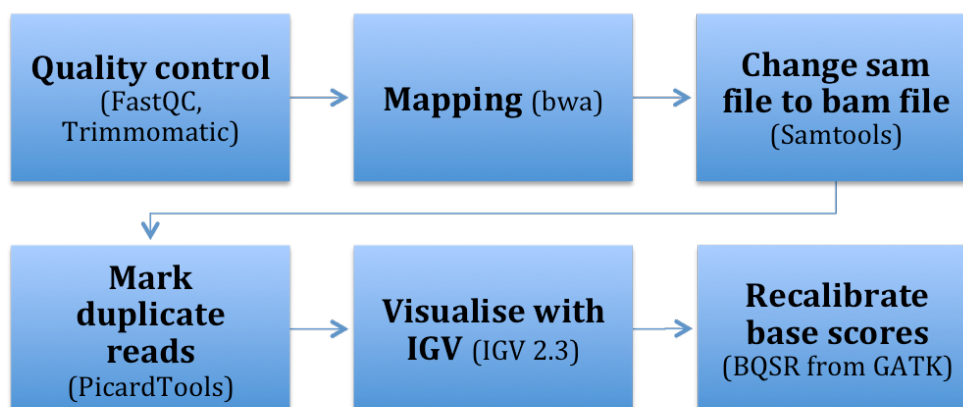 Quality control
(FastQC,
Trimmomatic)
Mapping (bwa)
Change sam
file to bam file
(Samtools)
Mark
duplicate
reads
(PicardTools)
Visualise with
IGV (IGV 2.3)
Recalibrate
base scores
(BQSR from GATK)